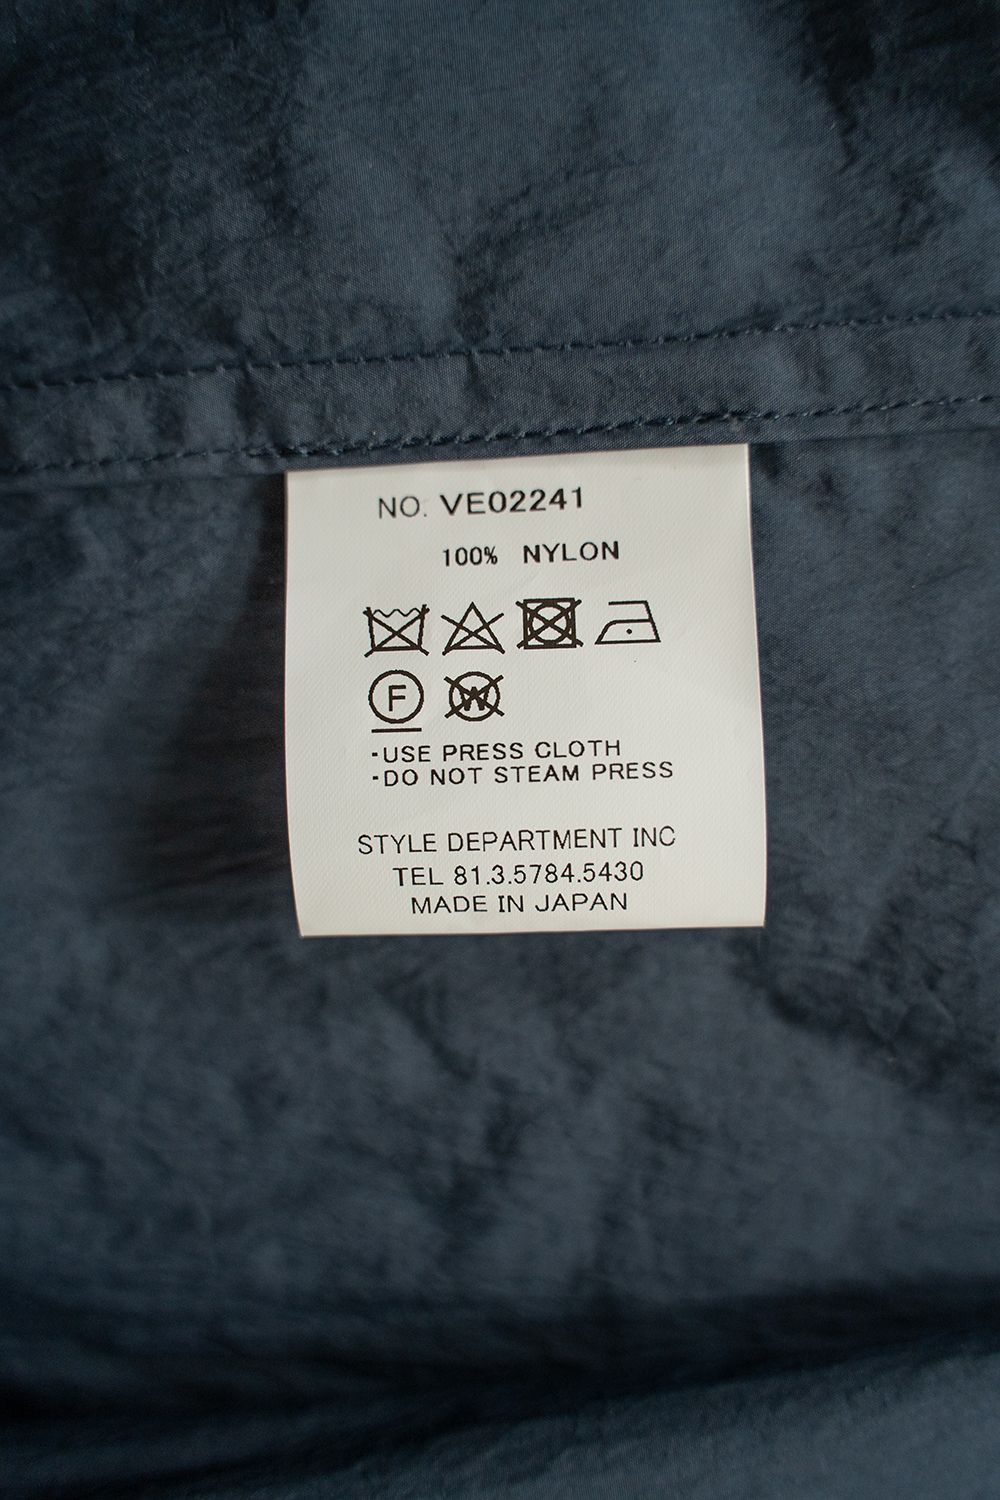 NO. VE02241
100% NYLON
F W
-USE PRESS CLOTH
-DO NOT STEAM PRESS
STYLE DEPARTMENT INC
TEL 81.3.5784.5430
MADE IN JAPAN